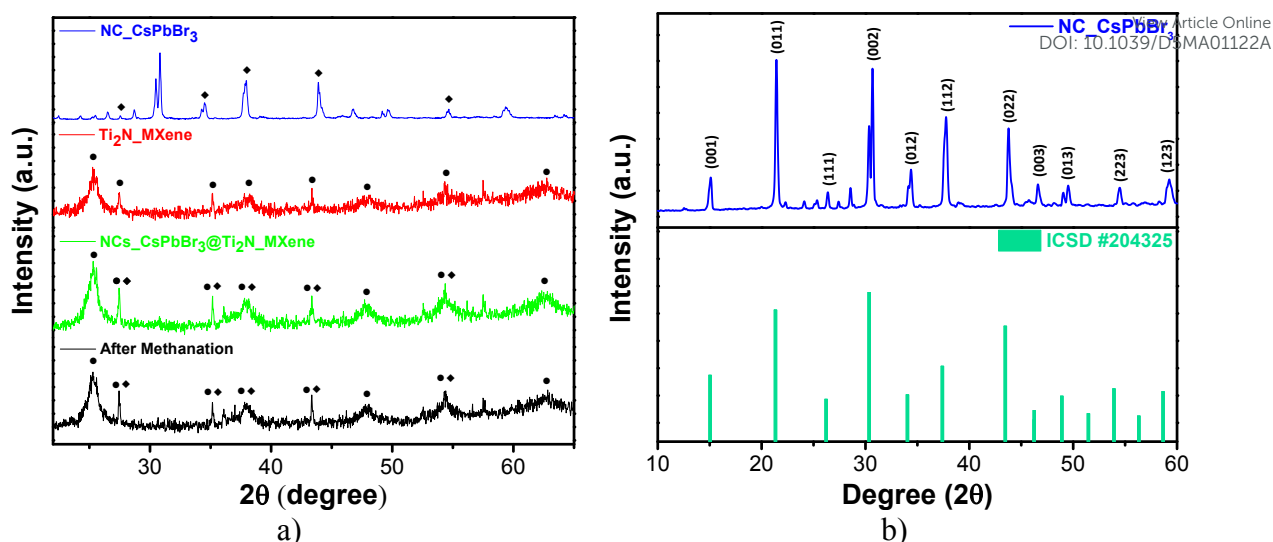 NC_CsPbBr3
Ti2N_MXene
NCs_CsPbBr3@Ti2N_MXene
After Methanation
Intensity (a.u.)
30 40 50 60
2θ (degree)
a)
View Article Online
DOI: 10.1039/D5MA01122A
NC_CsPbBr3
(001)
(011)
(111)
(002)
(012)
(112)
(022)
(003)
(013)
(223)
(123)
ICSD #204325
Intensity (a.u.)
10 20 30 40 50 60
Degree (2θ)
b)